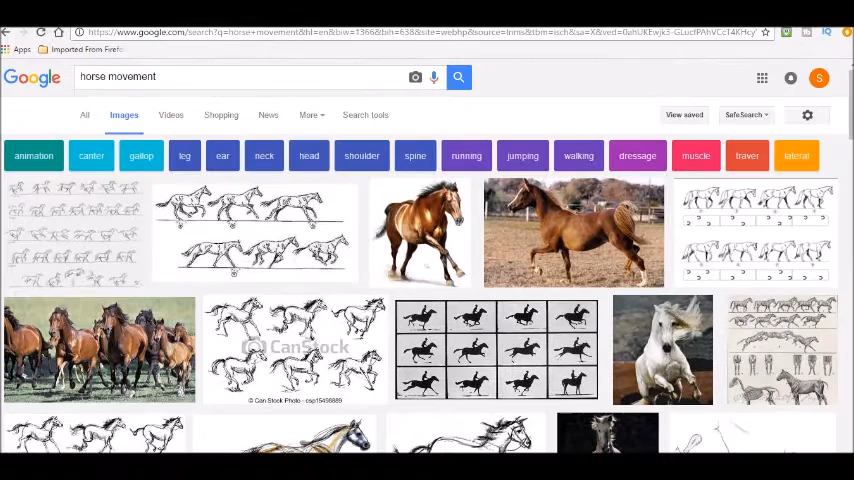 https://www.google.com/search?q=horse+movement&hl=en&biw=1366&bih=638&site=webhp&source=lnms&tbm=isch&sa=X&ved=
Apps Imported From Firefo
Google horse movement S
All Images Videos Shopping News More Search tools View saved SafeSearch
animation canter gallop leg ear neck head shoulder spine running jumping walking dressage muscle traver lateral
CanStock
© Can Stock Photo - csp15498889